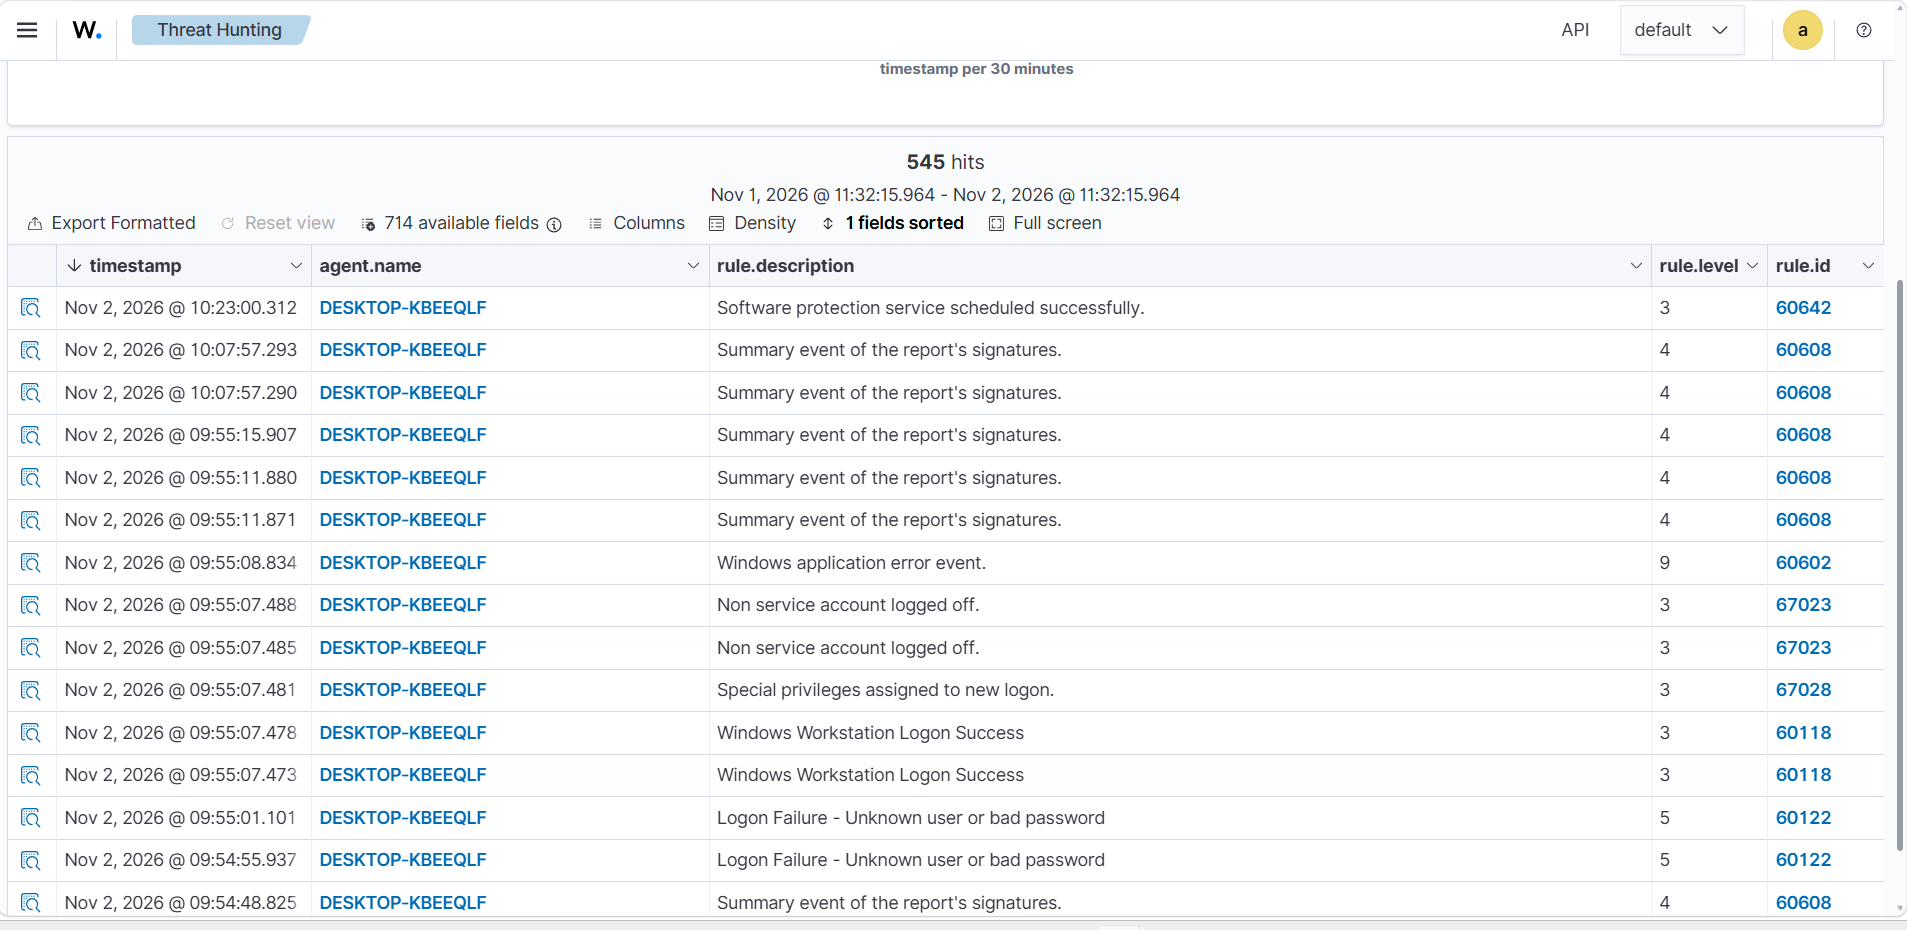 W. Threat Hunting API default a
timestamp per 30 minutes
545 hits
Nov 1, 2026 @ 11:32:15.964 - Nov 2, 2026 @ 11:32:15.964
Export Formatted Reset view 714 available fields Columns Density 1 fields sorted Full screen
timestamp agent.name rule.description rule.level rule.id
Nov 2, 2026 @ 10:23:00.312 DESKTOP-KBEEQLF Software protection service scheduled successfully. 3 60642
Nov 2, 2026 @ 10:07:57.293 DESKTOP-KBEEQLF Summary event of the report's signatures. 4 60608
Nov 2, 2026 @ 10:07:57.290 DESKTOP-KBEEQLF Summary event of the report's signatures. 4 60608
Nov 2, 2026 @ 09:55:15.907 DESKTOP-KBEEQLF Summary event of the report's signatures. 4 60608
Nov 2, 2026 @ 09:55:11.880 DESKTOP-KBEEQLF Summary event of the report's signatures. 4 60608
Nov 2, 2026 @ 09:55:11.871 DESKTOP-KBEEQLF Summary event of the report's signatures. 4 60608
Nov 2, 2026 @ 09:55:08.834 DESKTOP-KBEEQLF Windows application error event. 9 60602
Nov 2, 2026 @ 09:55:07.488 DESKTOP-KBEEQLF Non service account logged off. 3 67023
Nov 2, 2026 @ 09:55:07.485 DESKTOP-KBEEQLF Non service account logged off. 3 67023
Nov 2, 2026 @ 09:55:07.481 DESKTOP-KBEEQLF Special privileges assigned to new logon. 3 67028
Nov 2, 2026 @ 09:55:07.478 DESKTOP-KBEEQLF Windows Workstation Logon Success 3 60118
Nov 2, 2026 @ 09:55:07.473 DESKTOP-KBEEQLF Windows Workstation Logon Success 3 60118
Nov 2, 2026 @ 09:55:01.101 DESKTOP-KBEEQLF Logon Failure - Unknown user or bad password 5 60122
Nov 2, 2026 @ 09:54:55.937 DESKTOP-KBEEQLF Logon Failure - Unknown user or bad password 5 60122
Nov 2, 2026 @ 09:54:48.825 DESKTOP-KBEEQLF Summary event of the report's signatures. 4 60608